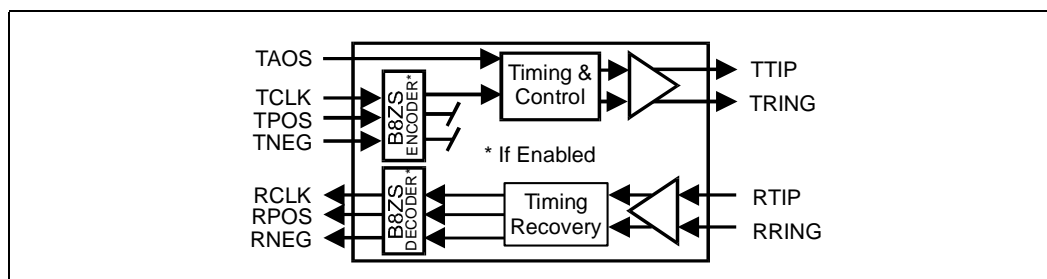 TAOS
TCLK
TPOS
TNEG
B8ZS
ENCODER*
Timing &
Control
TTIP
TRING
* If Enabled
RCLK
RPOS
RNEG
B8ZS
DECODER*
Timing
Recovery
RTIP
RRING